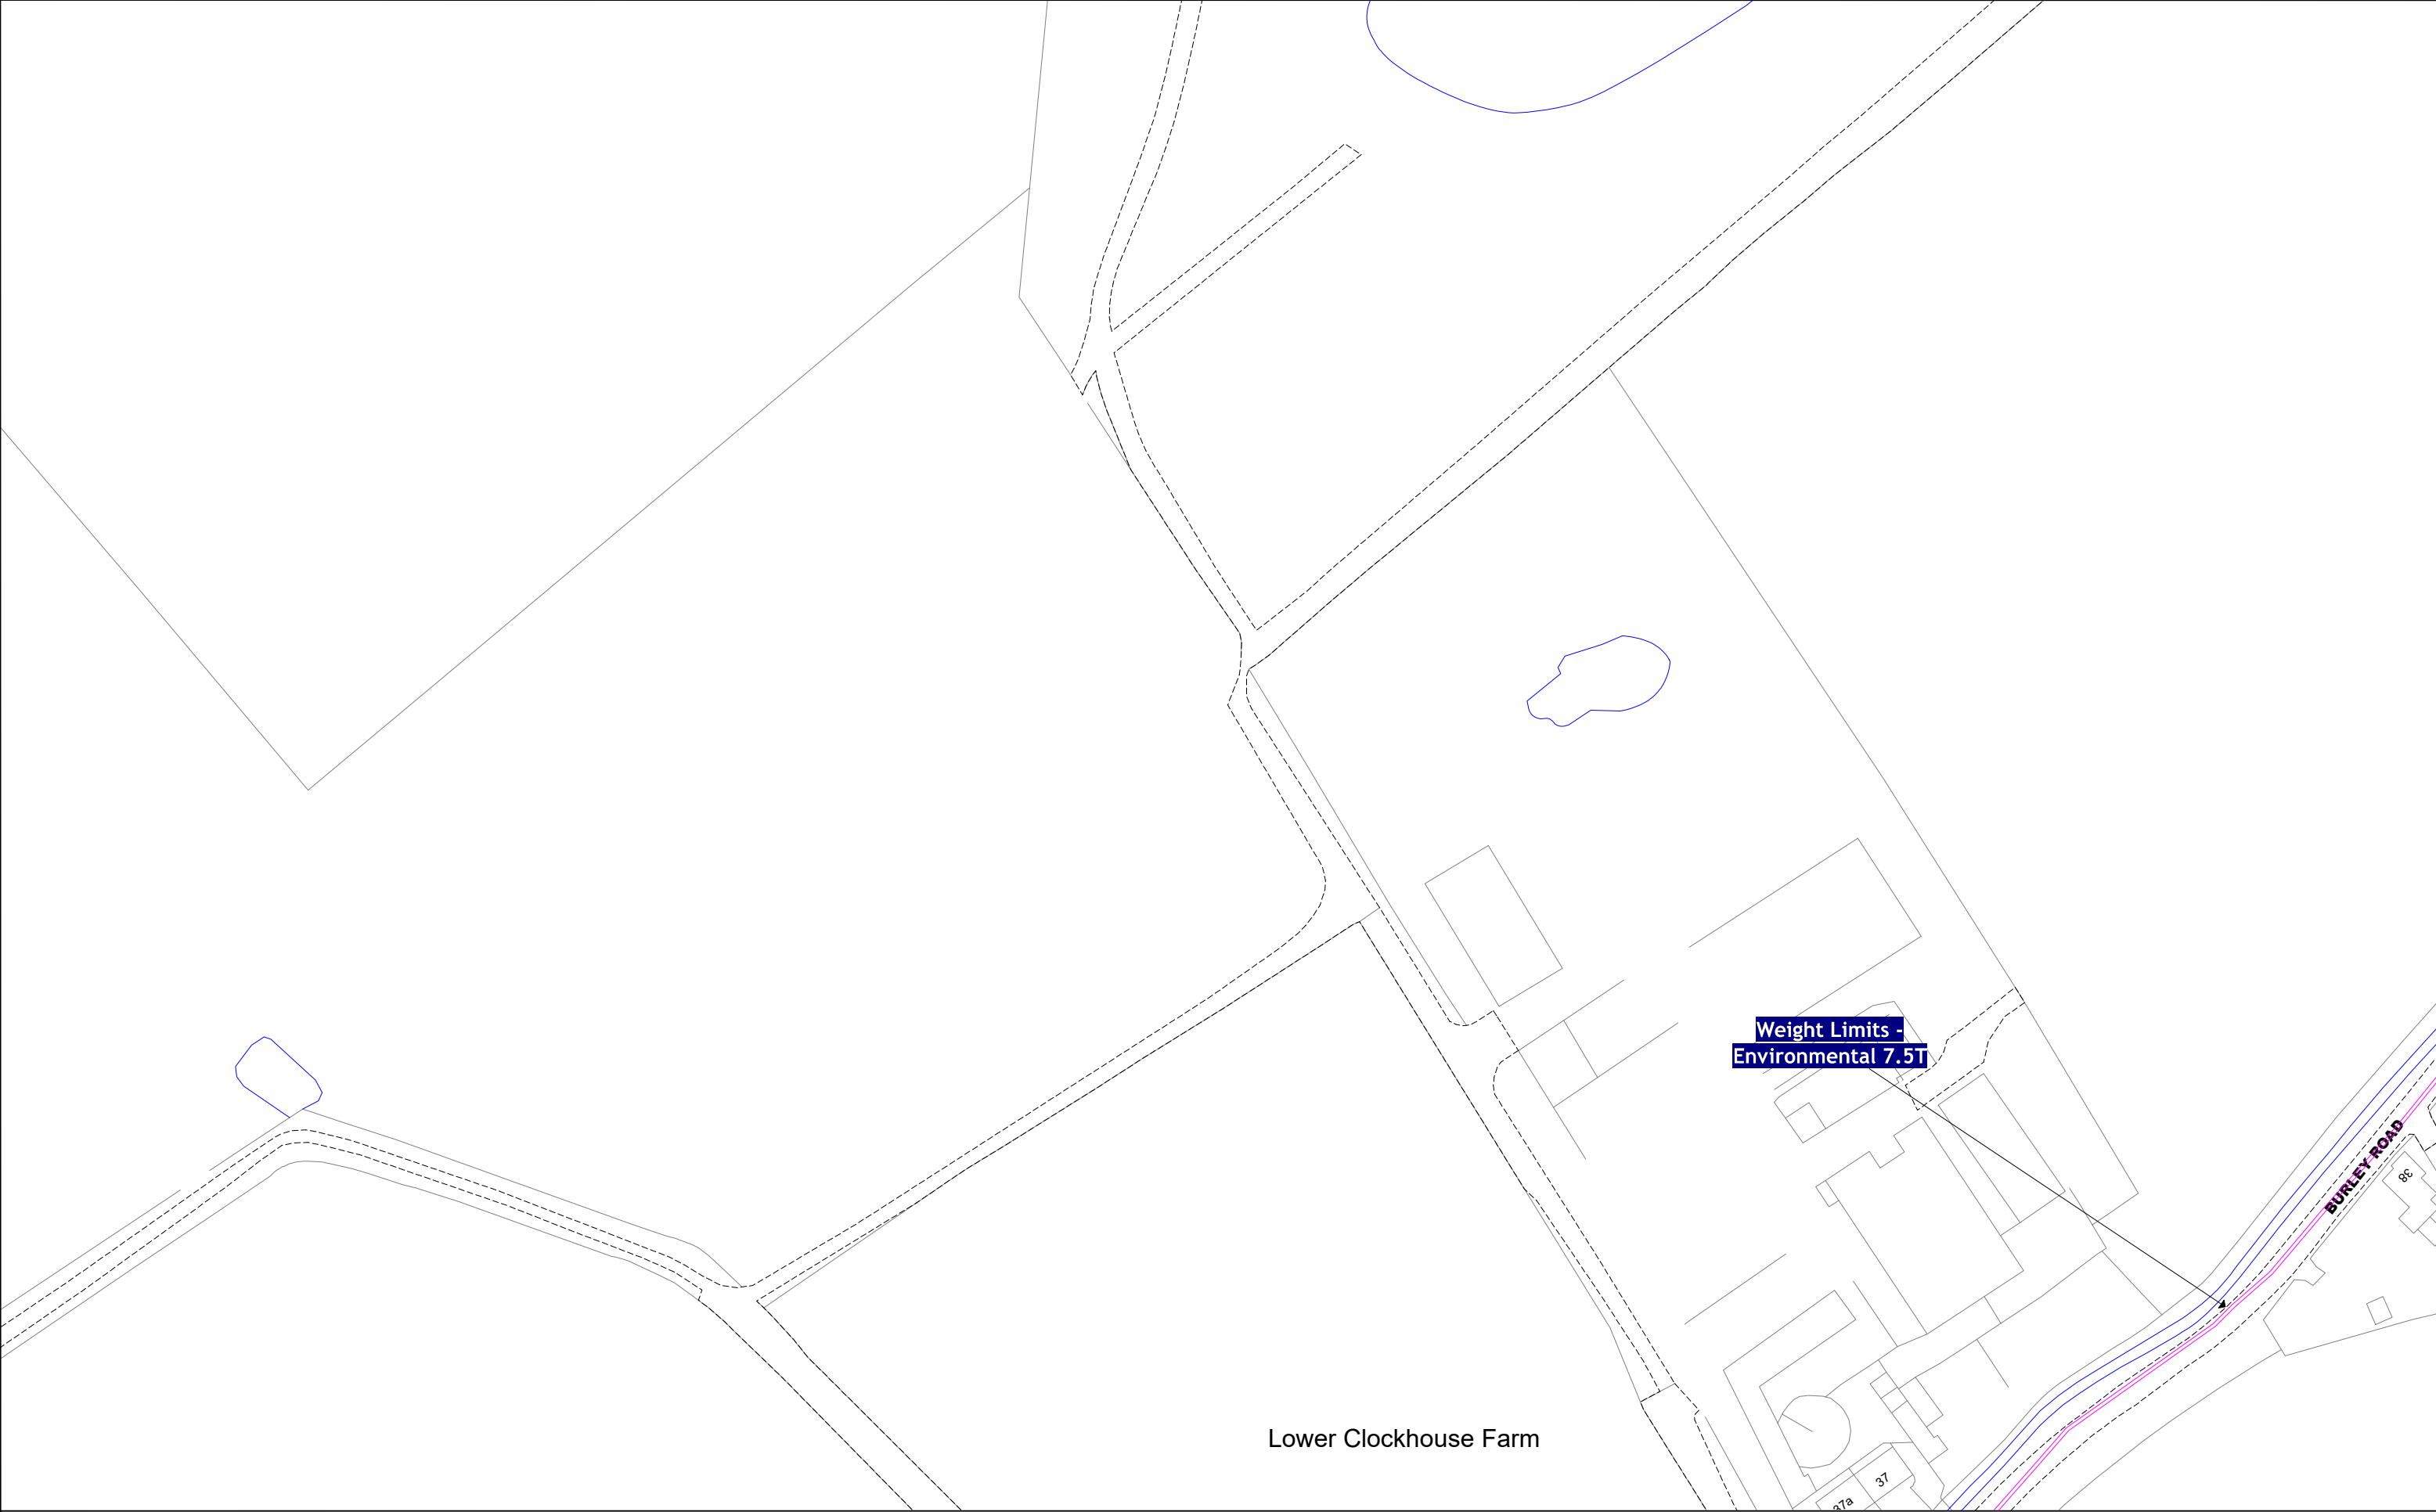 Weight Limits -
Environmental 7.5T
BURLEY ROAD
38
Lower Clockhouse Farm
37
37a